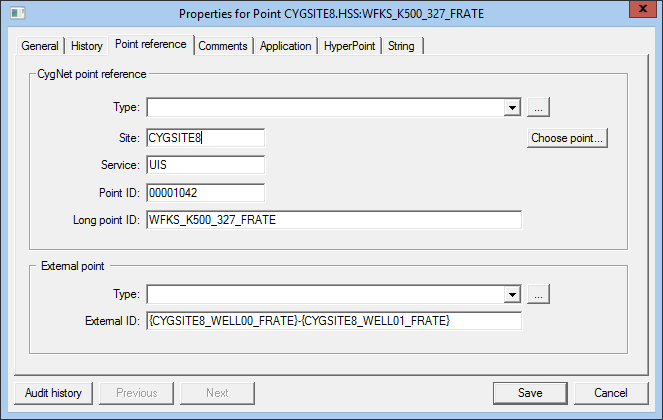 Properties for Point CYGSITE8.HSS:WFKS_K500_327_FRATE
General History Point reference Comments Application HyperPoint String
CygNet point reference
Type: ...
Site: CYGSITE8 Choose point...
Service: UIS
Point ID: 00001042
Long point ID: WFKS_K500_327_FRATE
External point
Type: ...
External ID: {CYGSITE8_WELL00_FRATE}-{CYGSITE8_WELL01_FRATE}
Audit history Previous Next Save Cancel